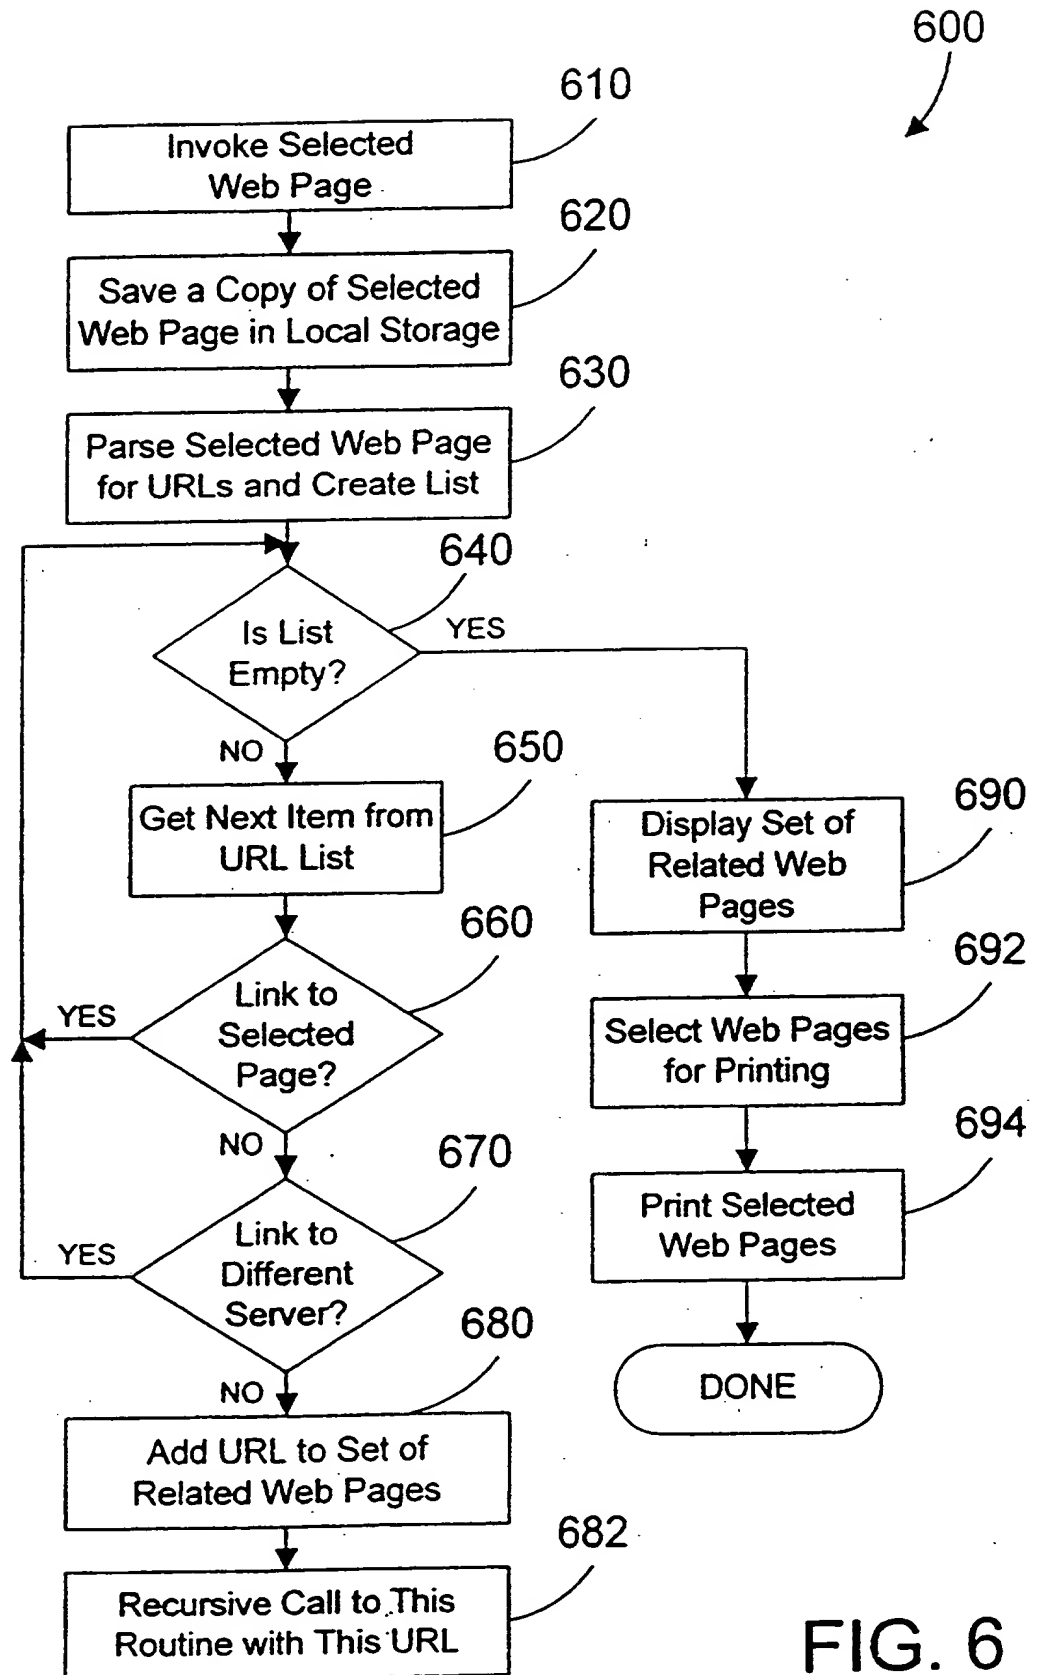 600
610
Invoke Selected
Web Page
620
Save a Copy of Selected
Web Page in Local Storage
630
Parse Selected Web Page
for URLs and Create List
640
Is List
Empty?
YES
NO
650
Get Next Item from
URL List
660
Link to
Selected
Page?
YES
NO
670
Link to
Different
Server?
YES
NO
680
Add URL to Set of
Related Web Pages
682
Recursive Call to This
Routine with This URL
690
Display Set of
Related Web
Pages
692
Select Web Pages
for Printing
694
Print Selected
Web Pages
DONE
FIG. 6